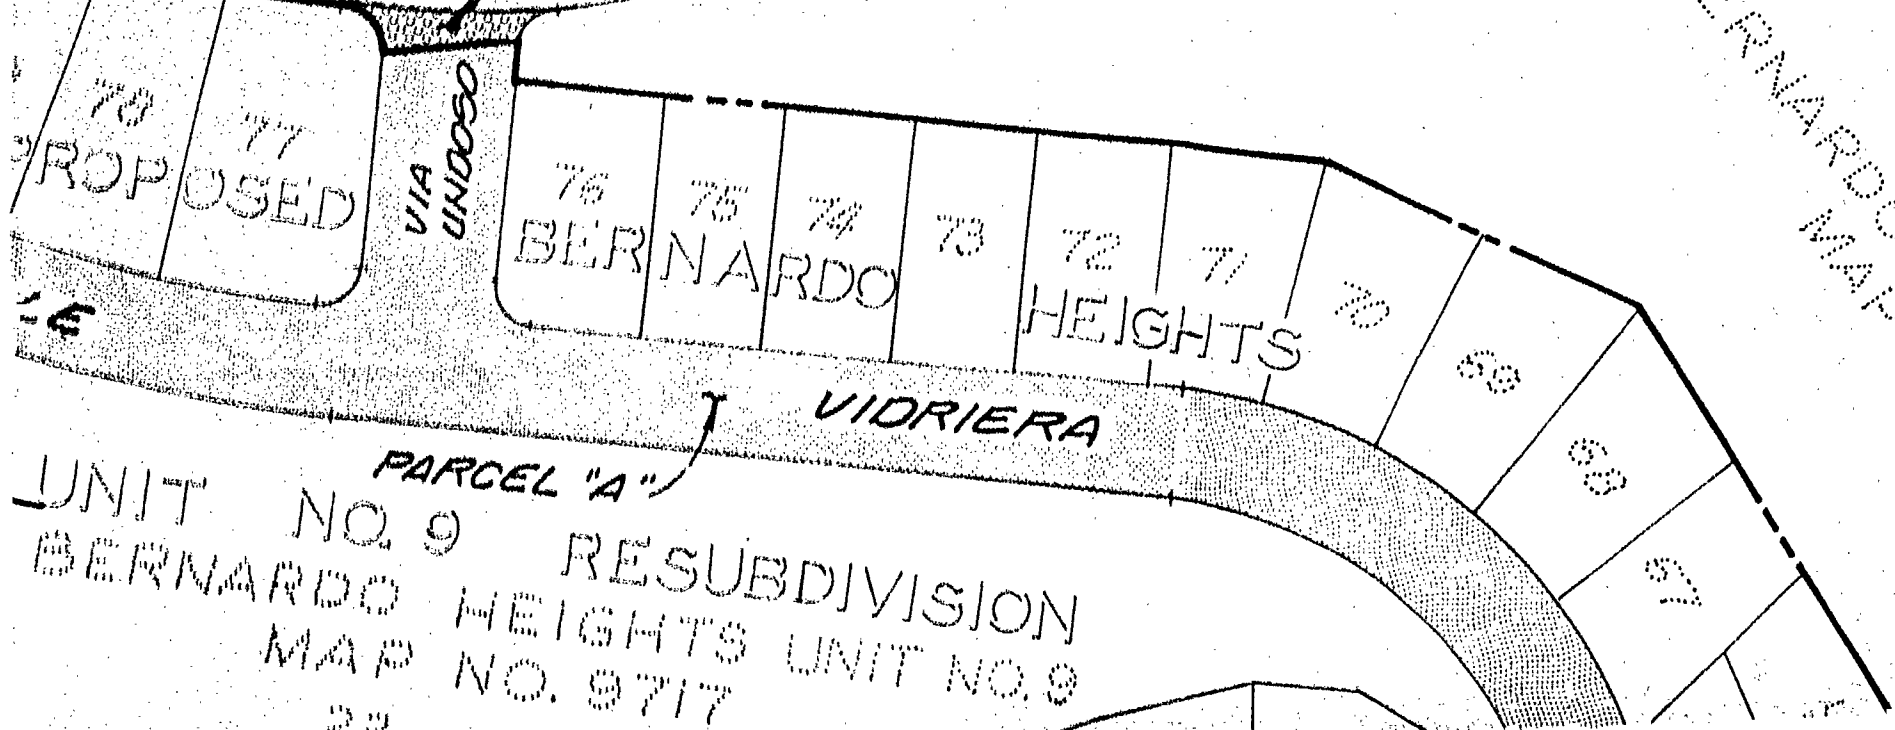 78
77
PROPOSED
VIA
UNDOSO
76
75
74
73
72
71
70
69
68
67
BERNARDO
HEIGHTS
VIDRIERA
PARCEL "A"
UNIT NO. 9 RESUBDIVISION
BERNARDO HEIGHTS UNIT NO. 9
MAP NO. 9717